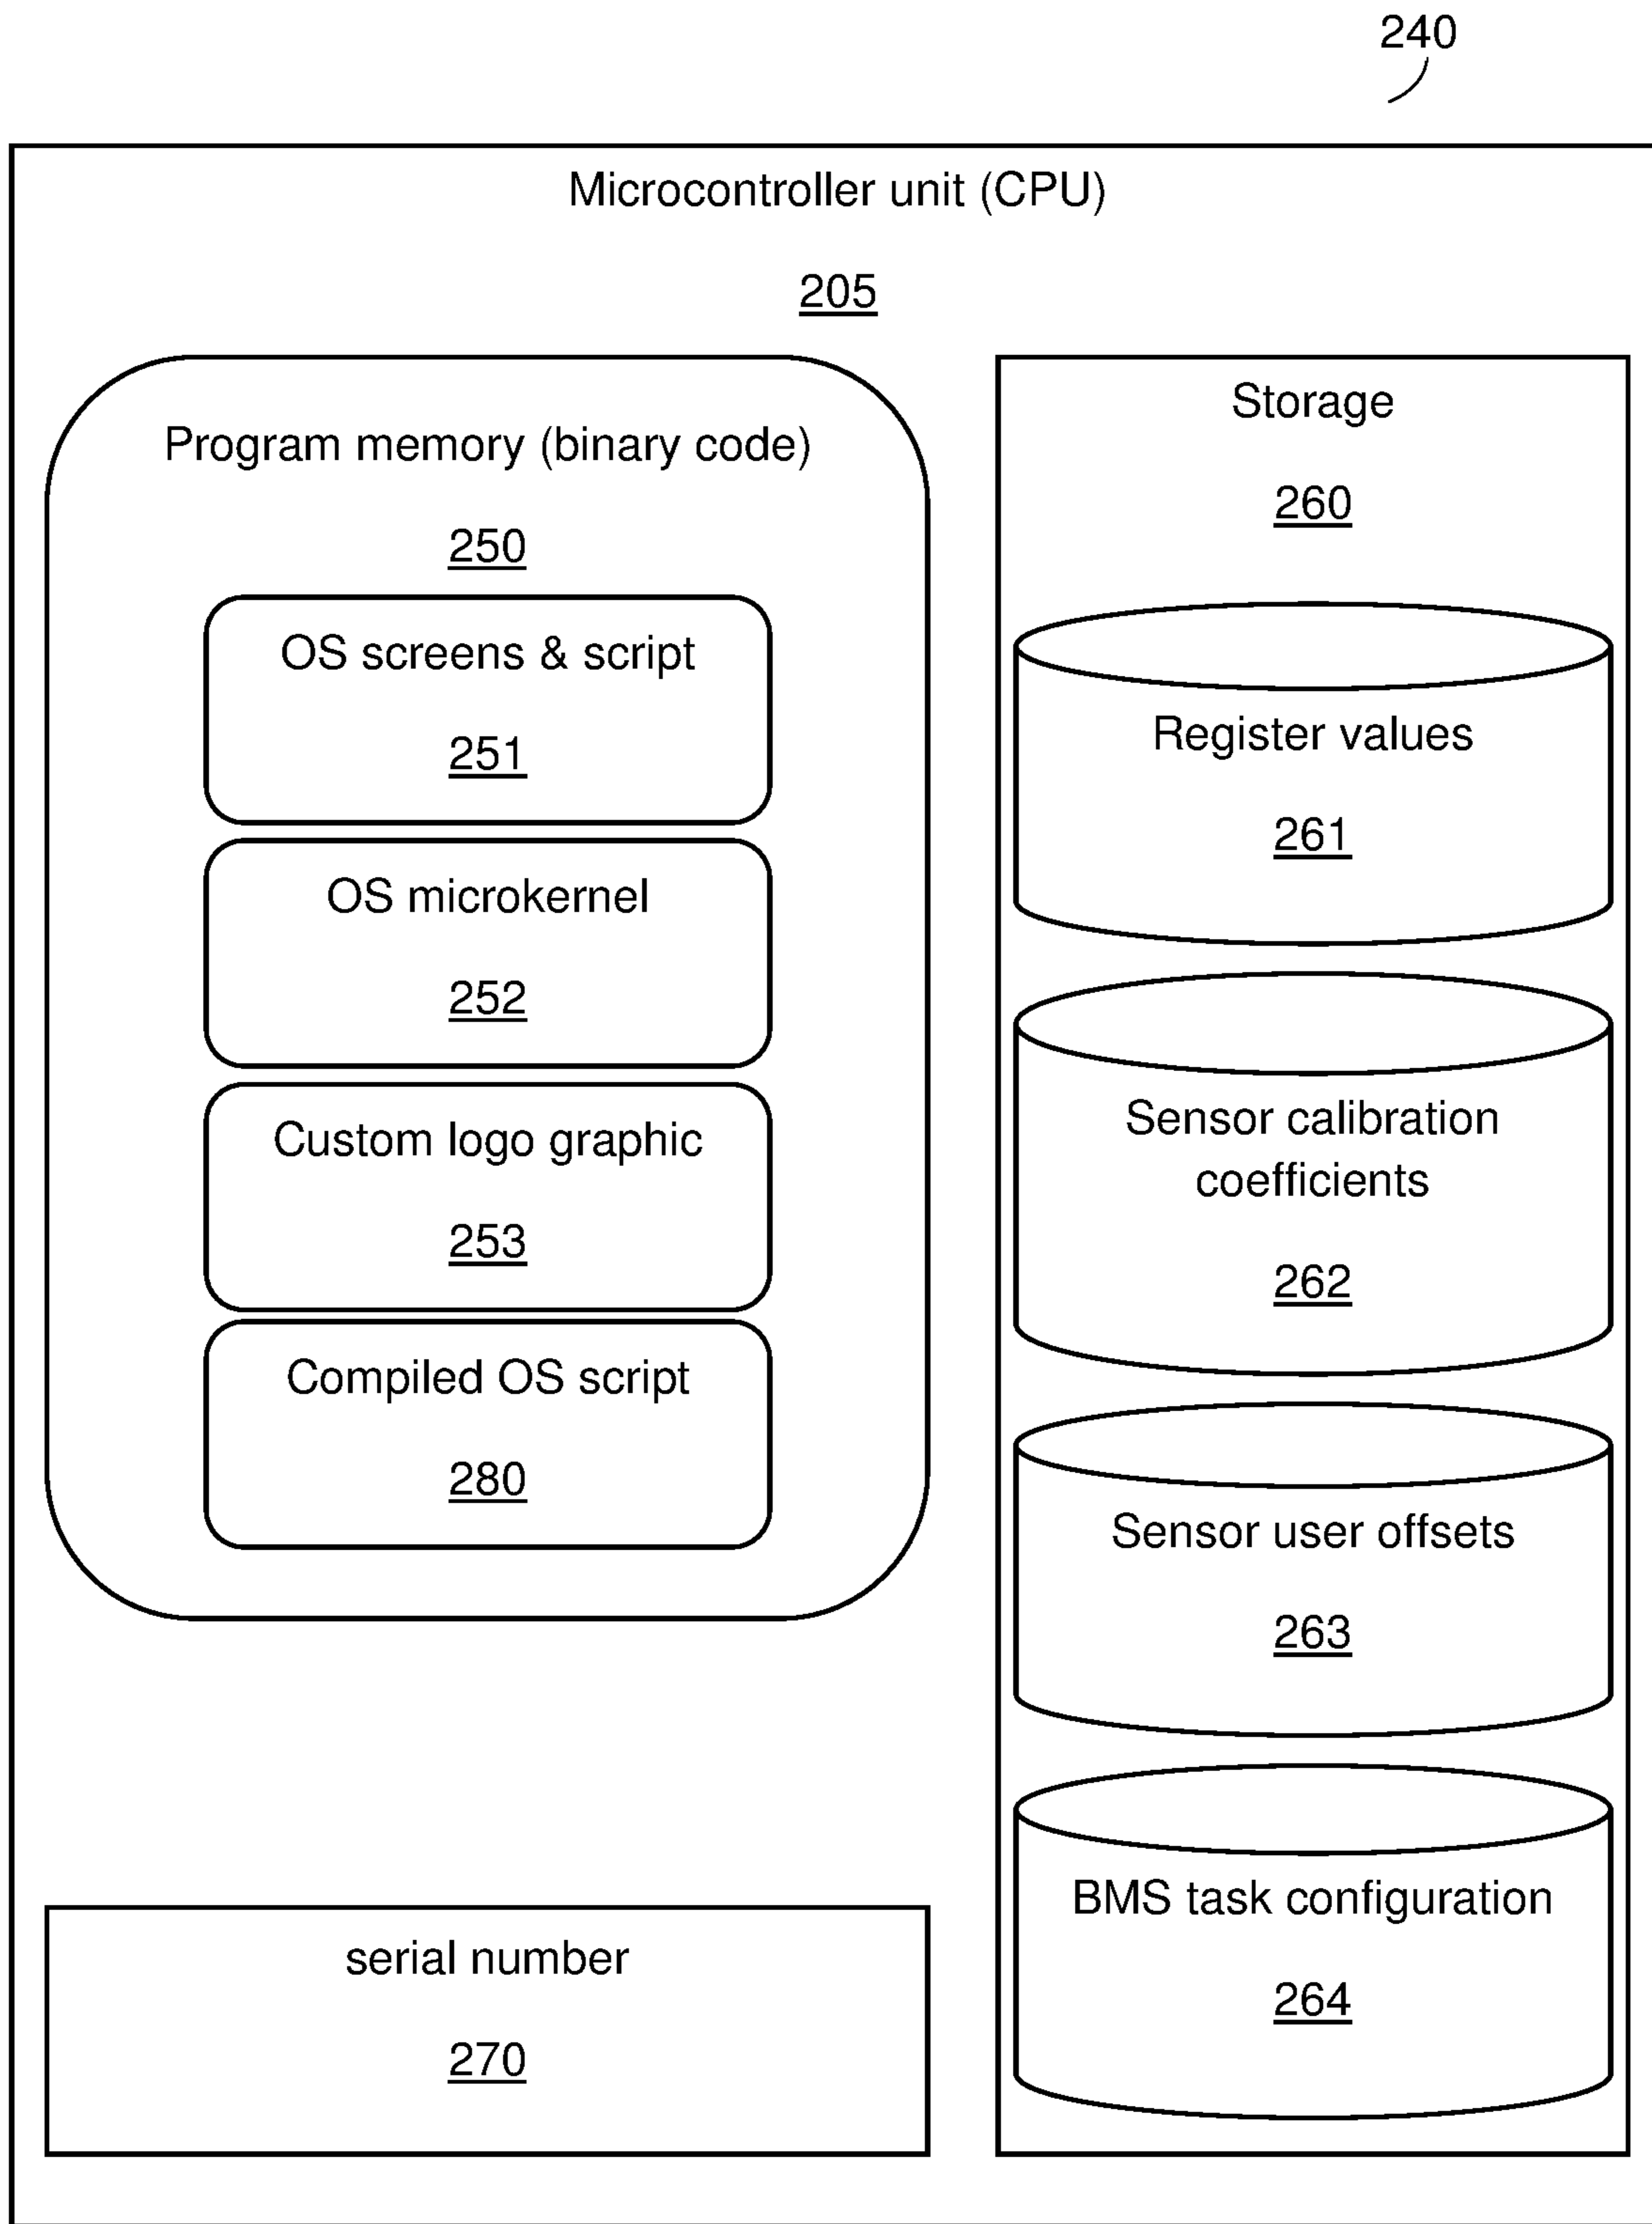 240
Microcontroller unit (CPU)
205
Program memory (binary code)
250
OS screens & script
251
OS microkernel
252
Custom logo graphic
253
Compiled OS script
280
serial number
270
Storage
260
Register values
261
Sensor calibration
coefficients
262
Sensor user offsets
263
BMS task configuration
264